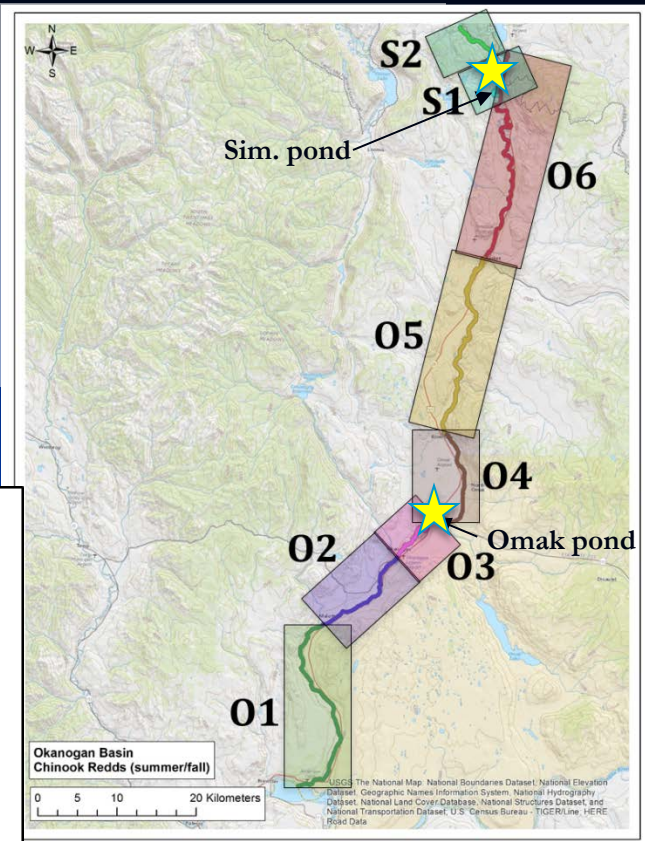 N
W E
S
S2
S1
Sim. pond
O6
O5
O4
Omak pond
O3
O2
O1
Okanogan Basin
Chinook Redds (summer/fall)
0 5 10 20 Kilometers
USGS The National Map: National Boundaries Dataset, National Elevation
Dataset, Geographic Names Information System, National Hydrography
Dataset, National Land Cover Database, National Structures Dataset, and
National Transportation Dataset; U.S. Census Bureau - TIGER/Line; HERE
Road Data